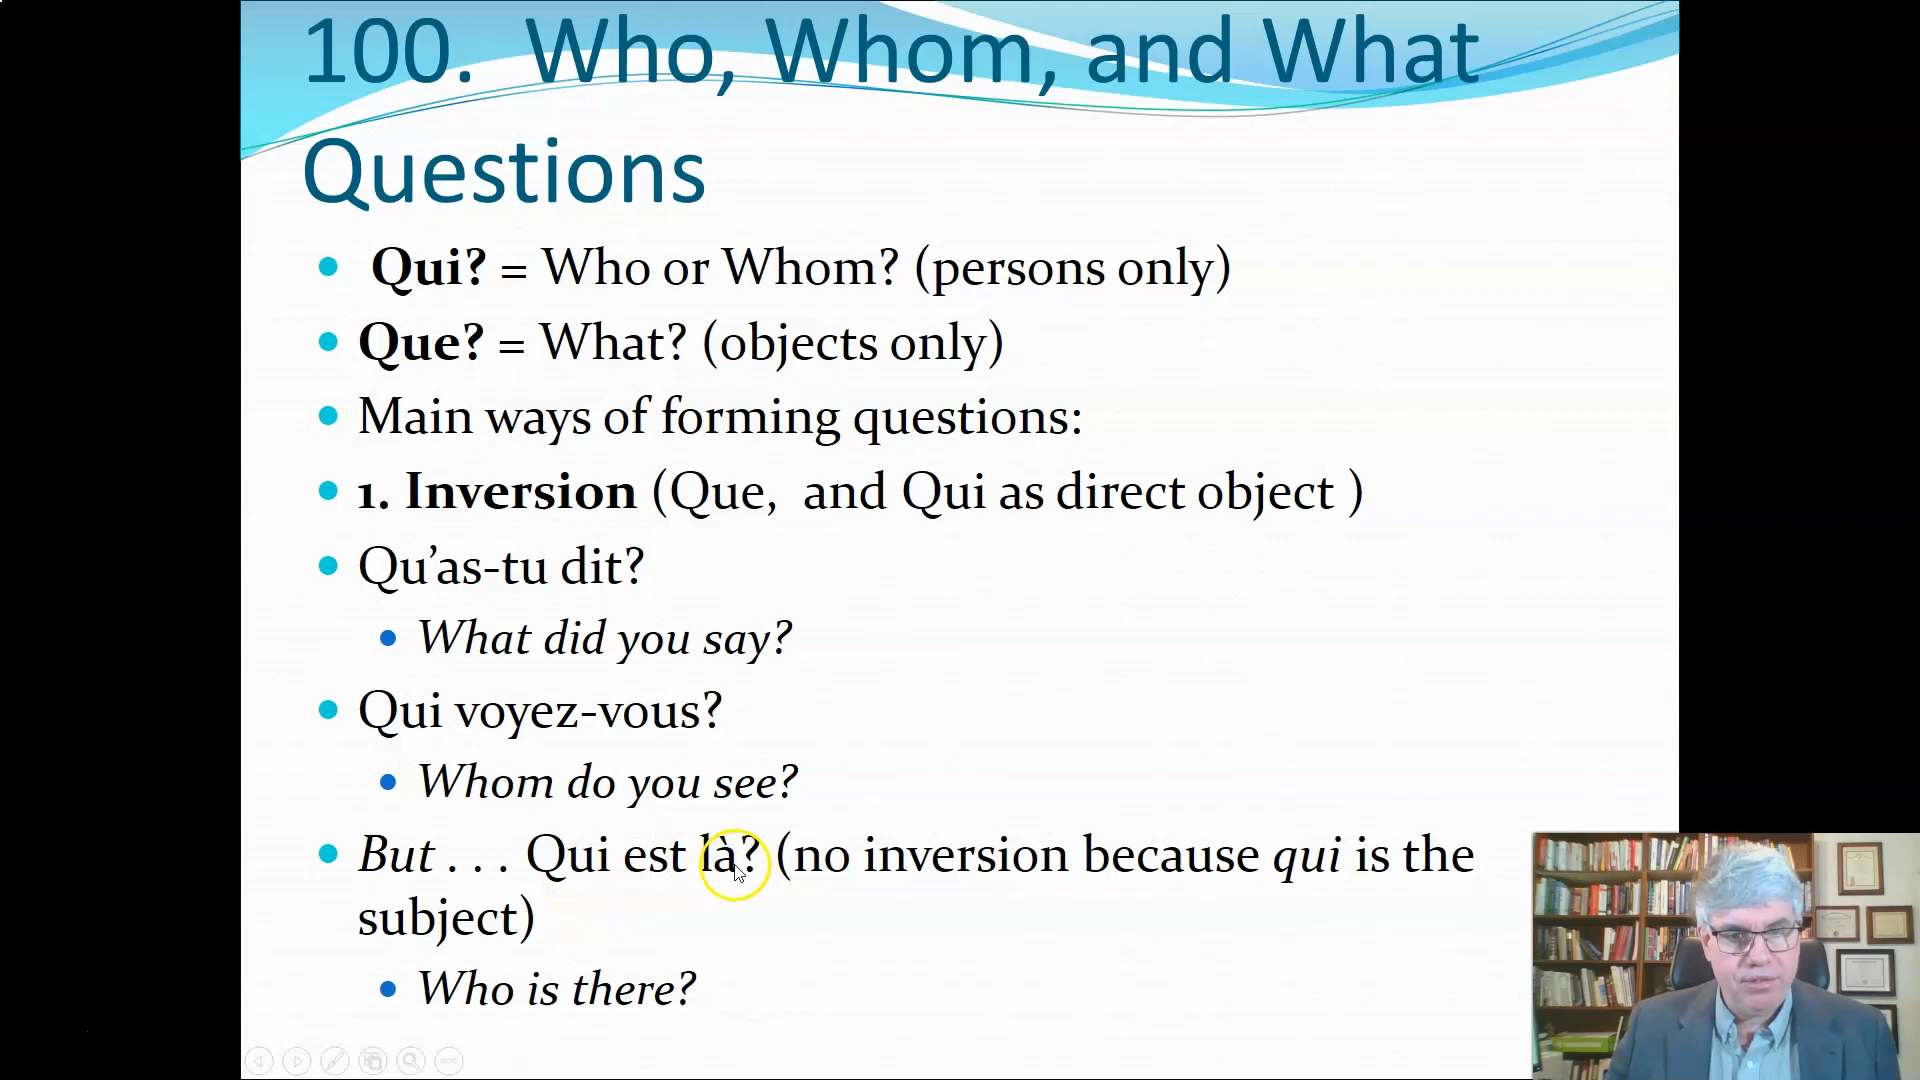 100.  Who, Whom, and What
Questions
Qui? = Who or Whom? (persons only)
Que? = What? (objects only)
Main ways of forming questions:
1. Inversion (Que,  and Qui as direct object )
Qu’as-tu dit?
What did you say?
Qui voyez-vous?
Whom do you see?
But . . . Qui est là? (no inversion because qui is the
subject)
Who is there?